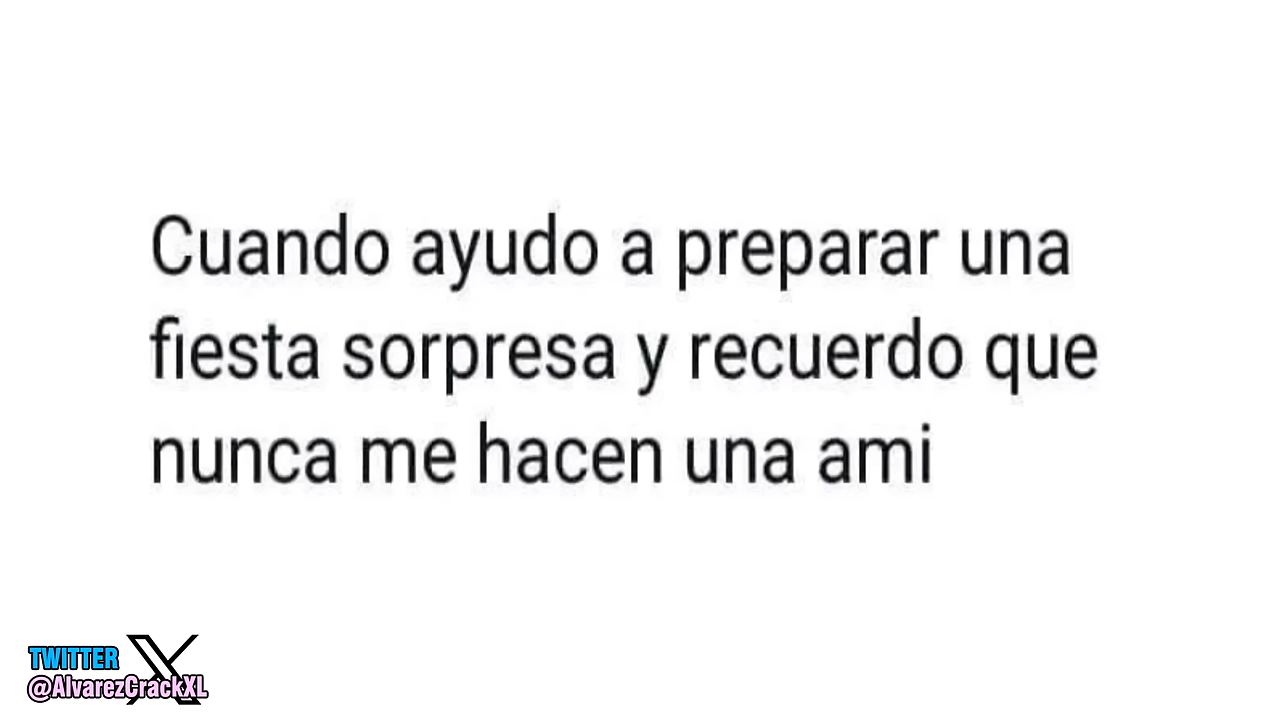 Cuando ayudo a preparar una
fiesta sorpresa y recuerdo que
nunca me hacen una ami
TWITTER X
@AlvarezCrackXL